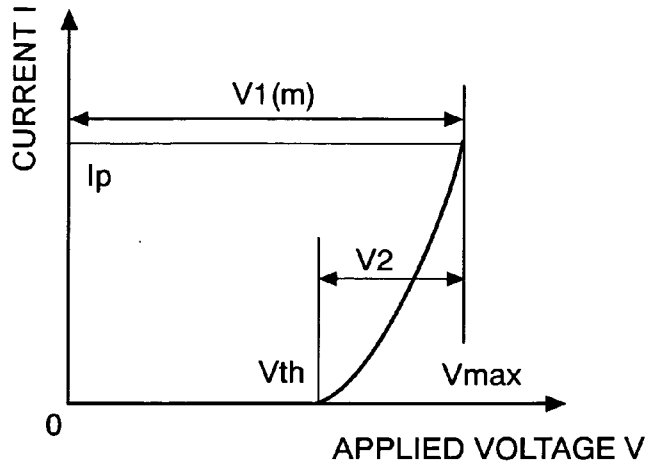 CURRENT I
V1(m)
Ip
V2
Vth
Vmax
0
APPLIED VOLTAGE V